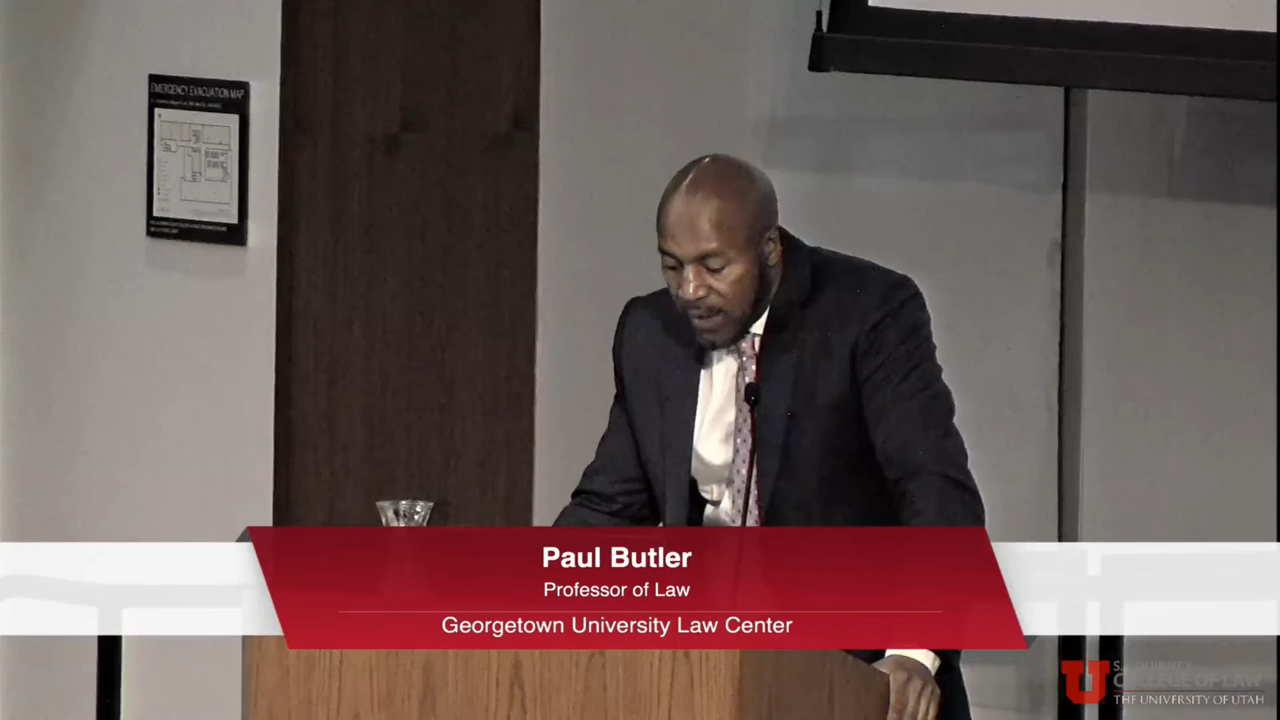 EMERGENCY EVACUATION MAP
Paul Butler
Professor of Law
Georgetown University Law Center
U
S.J. QUINNEY
COLLEGE OF LAW
THE UNIVERSITY OF UTAH